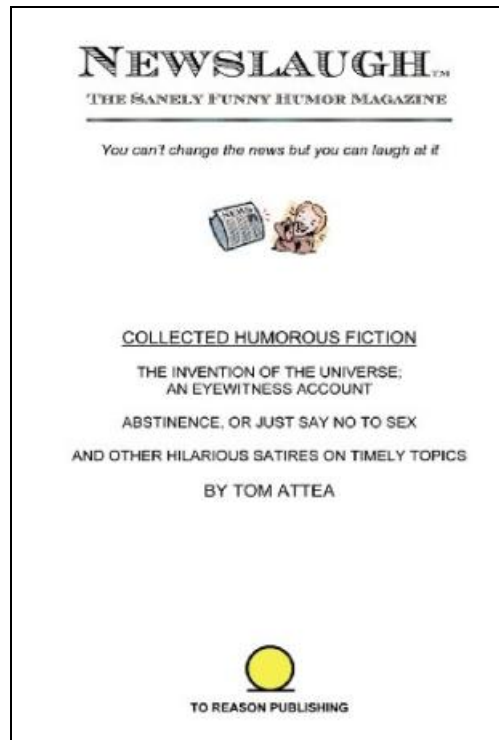 NEWSLAUGH™
THE SANELY FUNNY HUMOR MAGAZINE
You can't change the news but you can laugh at it
NEWS
COLLECTED HUMOROUS FICTION
THE INVENTION OF THE UNIVERSE;
AN EYEWITNESS ACCOUNT
ABSTINENCE, OR JUST SAY NO TO SEX
AND OTHER HILARIOUS SATIRES ON TIMELY TOPICS
BY TOM ATTEA
TO REASON PUBLISHING